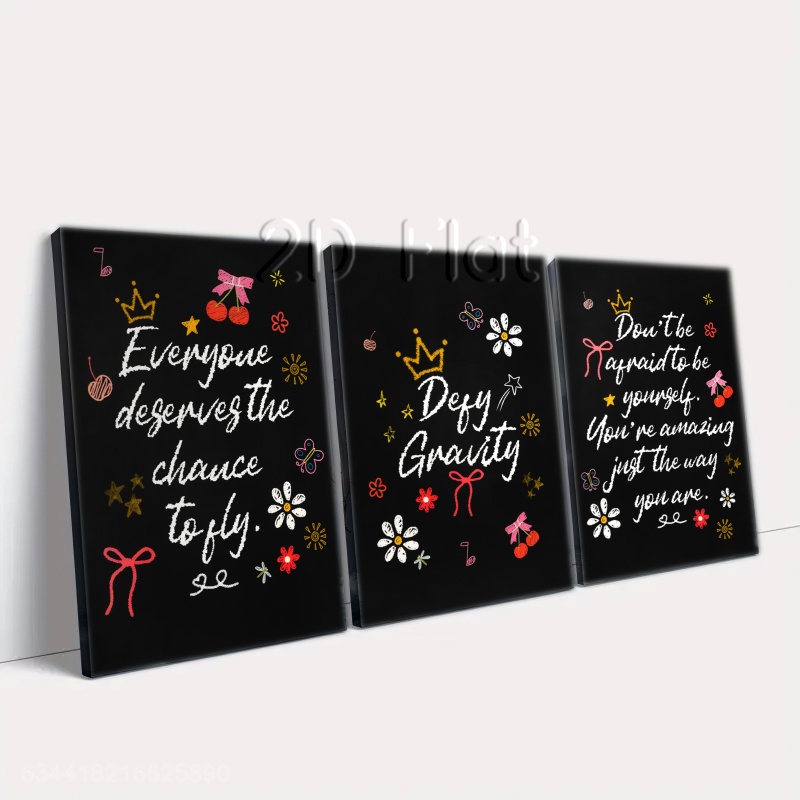 2D Flat
Everyone
deserves the
chance
to fly.
Defy
Gravity
Don't be
afraid to be
yourself.
You're amazing
just the way
you are.